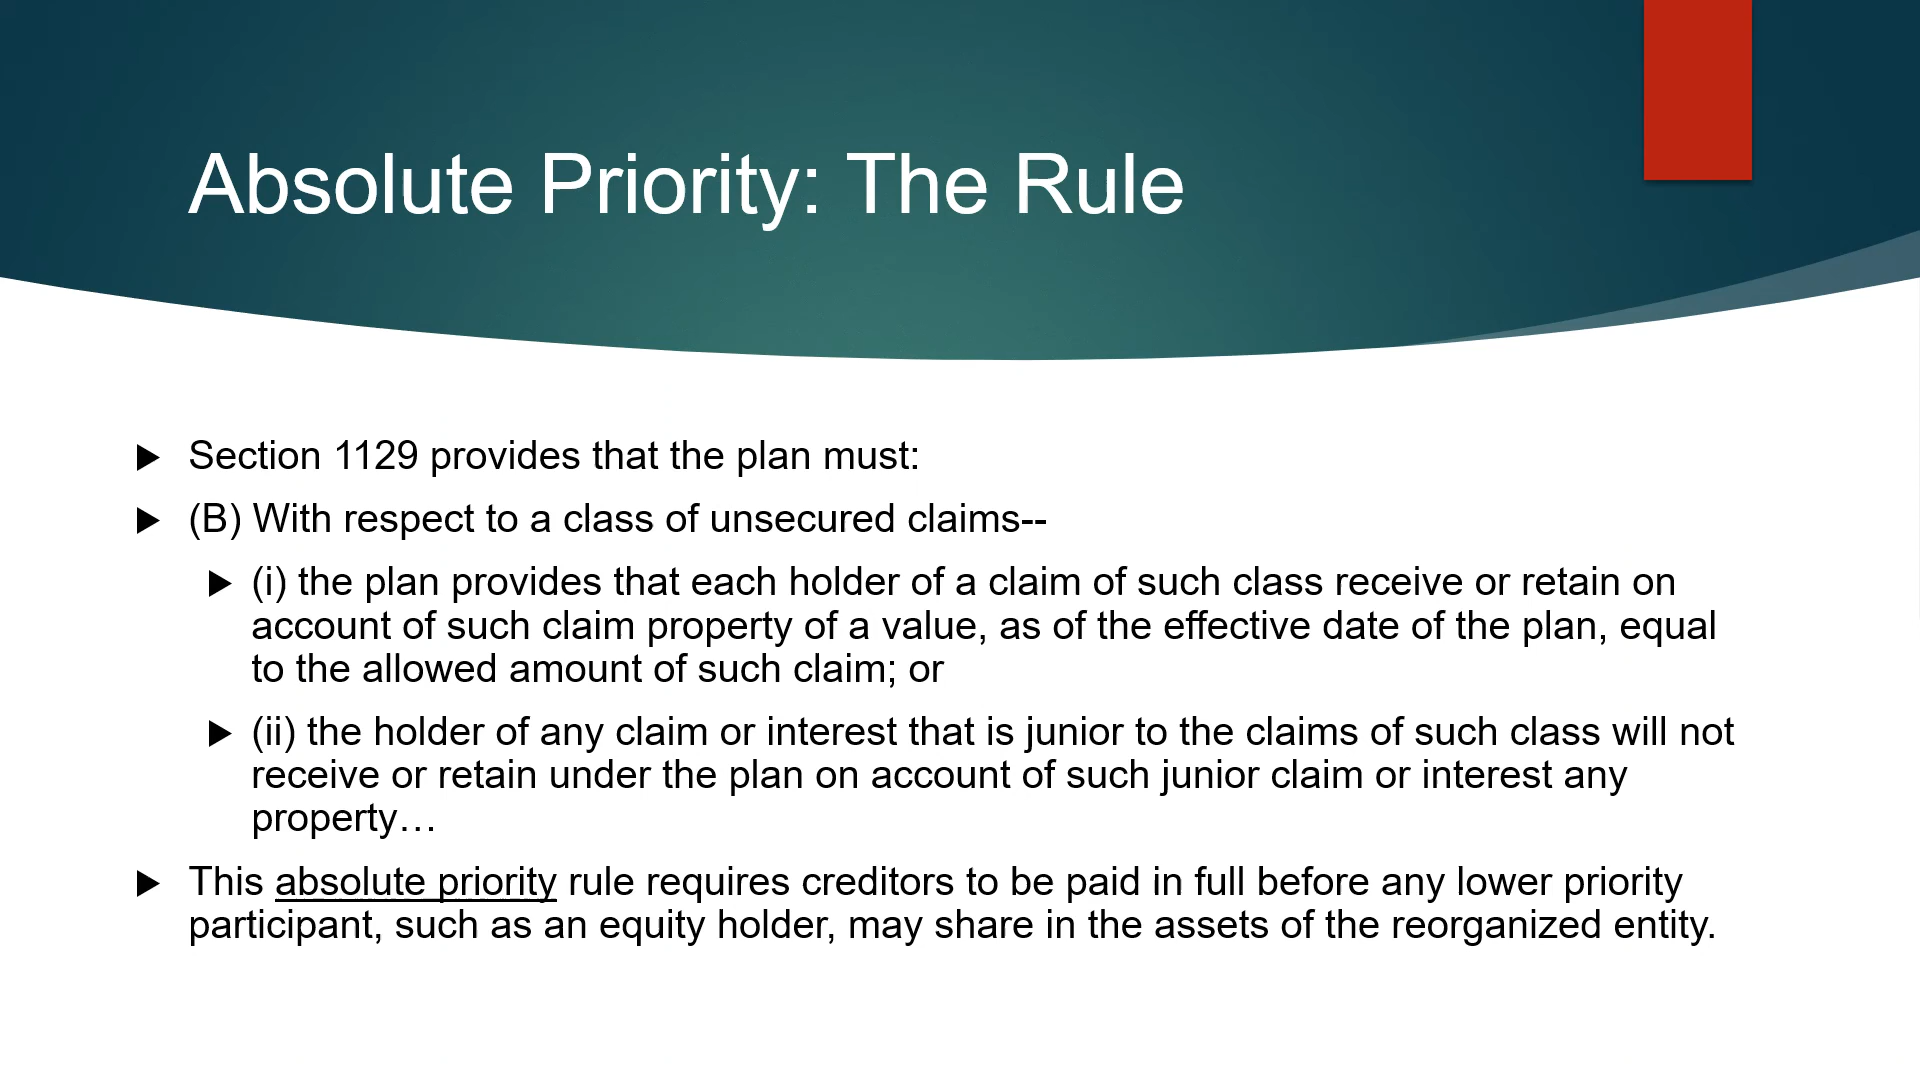 Absolute Priority: The Rule
Section 1129 provides that the plan must:
(B) With respect to a class of unsecured claims--
(i) the plan provides that each holder of a claim of such class receive or retain on
account of such claim property of a value, as of the effective date of the plan, equal
to the allowed amount of such claim; or
(ii) the holder of any claim or interest that is junior to the claims of such class will not
receive or retain under the plan on account of such junior claim or interest any
property…
This absolute priority rule requires creditors to be paid in full before any lower priority
participant, such as an equity holder, may share in the assets of the reorganized entity.